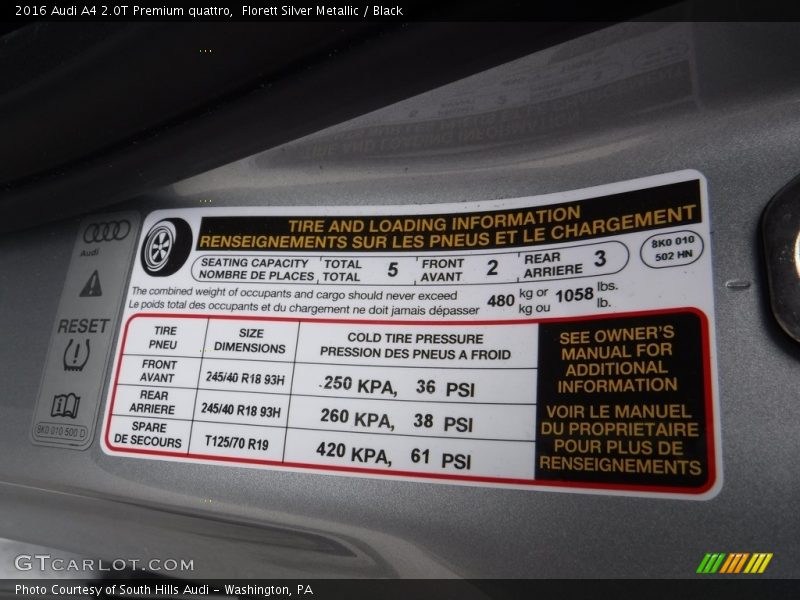 2016 Audi A4 2.0T Premium quattro, Florett Silver Metallic / Black
TIRE AND LOADING INFORMATION
RENSEIGNEMENTS SUR LES PNEUS ET LE CHARGEMENT
SEATING CAPACITY TOTAL 5 FRONT 2 REAR 3
NOMBRE DE PLACES TOTAL AVANT ARRIERE
8K0 010
502 HN
The combined weight of occupants and cargo should never exceed 480 kg or 1058 lbs.
Le poids total des occupants et du chargement ne doit jamais dépasser kg ou lb.
TIRE SIZE COLD TIRE PRESSURE
PNEU DIMENSIONS PRESSION DES PNEUS A FROID
FRONT
AVANT 245/40 R18 93H 250 KPA, 36 PSI
REAR
ARRIERE 245/40 R18 93H 260 KPA, 38 PSI
SPARE
DE SECOURS T125/70 R19 420 KPA, 61 PSI
SEE OWNER'S
MANUAL FOR
ADDITIONAL
INFORMATION
VOIR LE MANUEL
DU PROPRIETAIRE
POUR PLUS DE
RENSEIGNEMENTS
Audi
RESET
8K0 010 500 D
GTCARLOT.COM
Photo Courtesy of South Hills Audi - Washington, PA